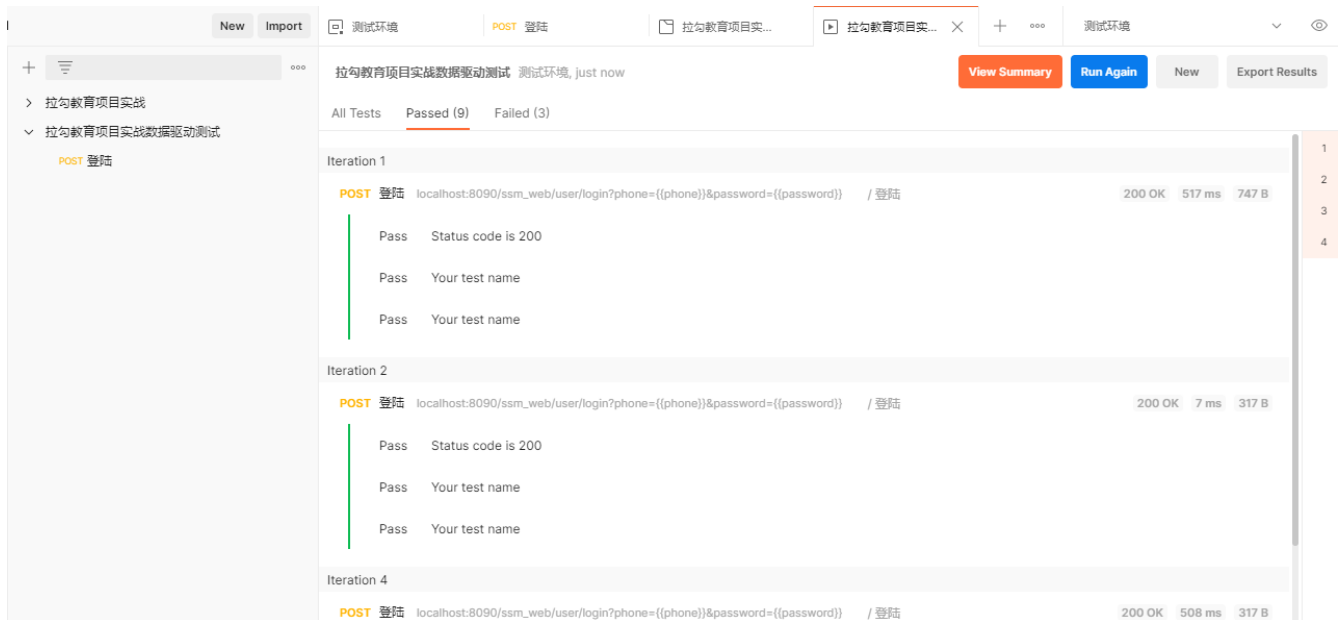 New Import 测试环境 POST 登陆 拉勾教育项目实... 拉勾教育项目实... 测试环境
拉勾教育项目实战数据驱动测试 测试环境, just now View Summary Run Again New Export Results
拉勾教育项目实战
All Tests Passed (9) Failed (3)
拉勾教育项目实战数据驱动测试
POST 登陆
Iteration 1
POST 登陆 localhost:8090/ssm_web/user/login?phone={{phone}}&password={{password}} / 登陆 200 OK 517 ms 747 B
Pass Status code is 200
Pass Your test name
Pass Your test name
Iteration 2
POST 登陆 localhost:8090/ssm_web/user/login?phone={{phone}}&password={{password}} / 登陆 200 OK 7 ms 317 B
Pass Status code is 200
Pass Your test name
Pass Your test name
Iteration 4
POST 登陆 localhost:8090/ssm_web/user/login?phone={{phone}}&password={{password}} / 登陆 200 OK 508 ms 317 B
1
2
3
4